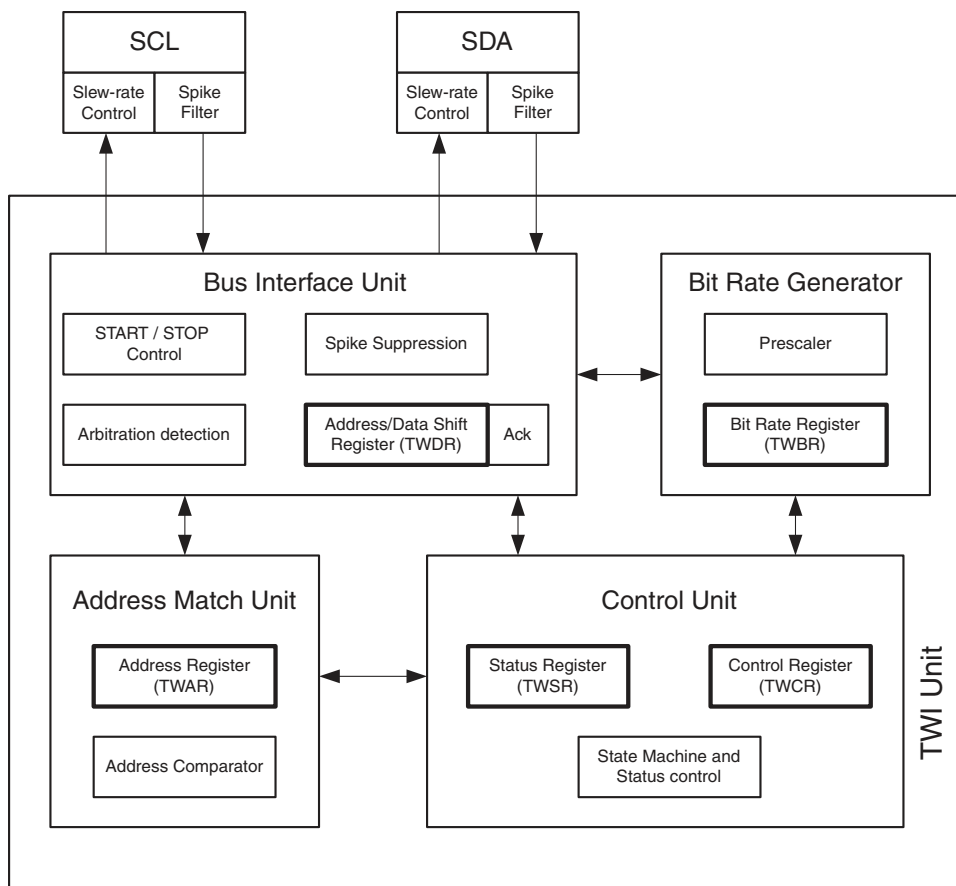 SCL
SDA
Slew-rate
Control
Spike
Filter
Slew-rate
Control
Spike
Filter
Bus Interface Unit
START / STOP
Control
Spike Suppression
Arbitration detection
Address/Data Shift
Register (TWDR)
Ack
Bit Rate Generator
Prescaler
Bit Rate Register
(TWBR)
Address Match Unit
Address Register
(TWAR)
Address Comparator
Control Unit
Status Register
(TWSR)
Control Register
(TWCR)
State Machine and
Status control
TWI Unit